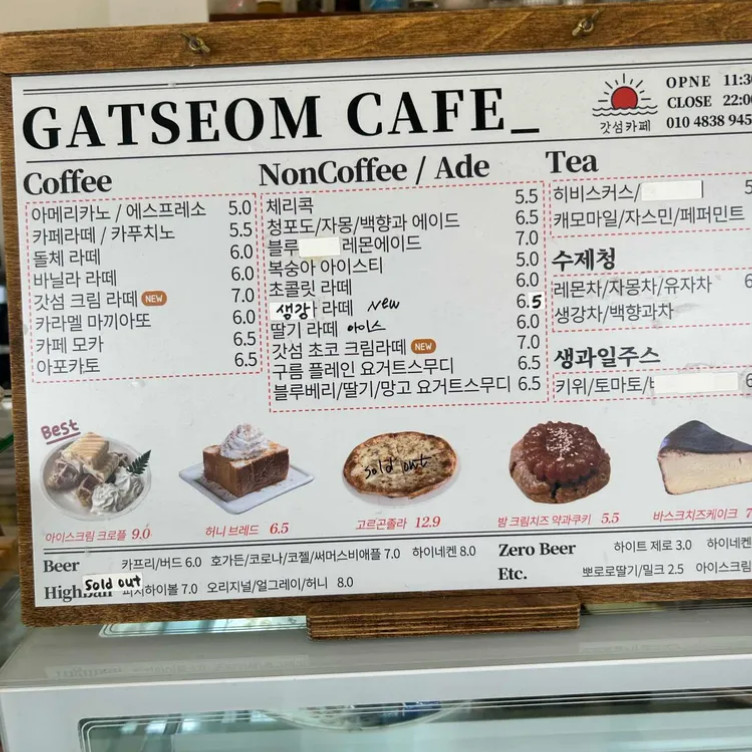 GATSEOM CAFE_
갓섬카페
OPNE 11:30
CLOSE 22:00
010 4838 945
Coffee
아메리카노 / 에스프레소 5.0
카페라떼 / 카푸치노 5.5
돌체 라떼 6.0
바닐라 라떼 6.0
갓섬 크림 라떼 NEW 7.0
카라멜 마끼아또 6.0
카페 모카 6.5
아포카토 6.5
NonCoffee / Ade
체리콕 5.5
청포도/자몽/백향과 에이드 6.5
블루 레몬에이드 7.0
복숭아 아이스티 5.0
초콜릿 라떼 6.0
생강 라떼 New 6.5
딸기 라떼 아이스 6.0
갓섬 초코 크림라떼 NEW 7.0
구름 플레인 요거트스무디 6.5
블루베리/딸기/망고 요거트스무디 6.5
Tea
히비스커스/ 5
캐모마일/자스민/페퍼민트
수제청
레몬차/자몽차/유자차 6
생강차/백향과차
생과일주스
키위/토마토/ 6
Best
아이스크림 크로플 9.0
허니 브레드 6.5
sold out
고르곤졸라 12.9
밤 크림치즈 약과쿠키 5.5
바스크치즈케이크 7
Beer 카프리/버드 6.0 호가든/코로나/코젤/써머스비애플 7.0 하이네켄 8.0
Highball Sold out 피치하이볼 7.0 오리지널/얼그레이/허니 8.0
Zero Beer 하이트 제로 3.0 하이네켄
Etc. 뽀로로딸기/밀크 2.5 아이스크림